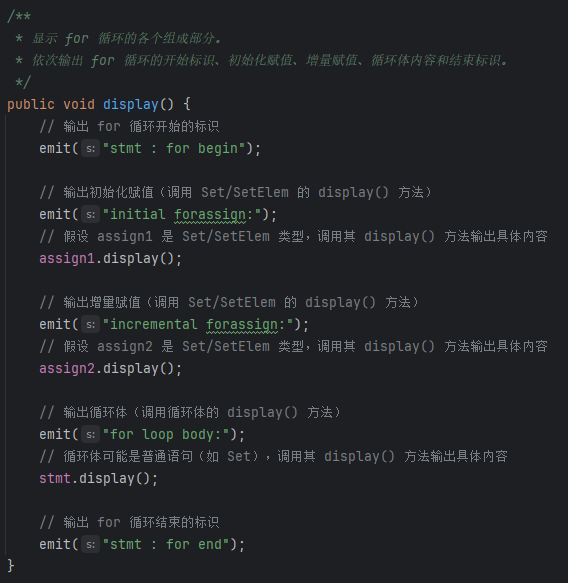 /**
 * 显示 for 循环的各个组成部分。
 * 依次输出 for 循环的开始标识、初始化赋值、增量赋值、循环体内容和结束标识。
 */
public void display() {
    // 输出 for 循环开始的标识
    emit( s: "stmt : for begin");
    // 输出初始化赋值（调用 Set/SetElem 的 display() 方法）
    emit( s: "initial forassign:");
    // 假设 assign1 是 Set/SetElem 类型，调用其 display() 方法输出具体内容
    assign1.display();
    // 输出增量赋值（调用 Set/SetElem 的 display() 方法）
    emit( s: "incremental forassign:");
    // 假设 assign2 是 Set/SetElem 类型，调用其 display() 方法输出具体内容
    assign2.display();
    // 输出循环体（调用循环体的 display() 方法）
    emit( s: "for loop body:");
    // 循环体可能是普通语句（如 Set），调用其 display() 方法输出具体内容
    stmt.display();
    // 输出 for 循环结束的标识
    emit( s: "stmt : for end");
}